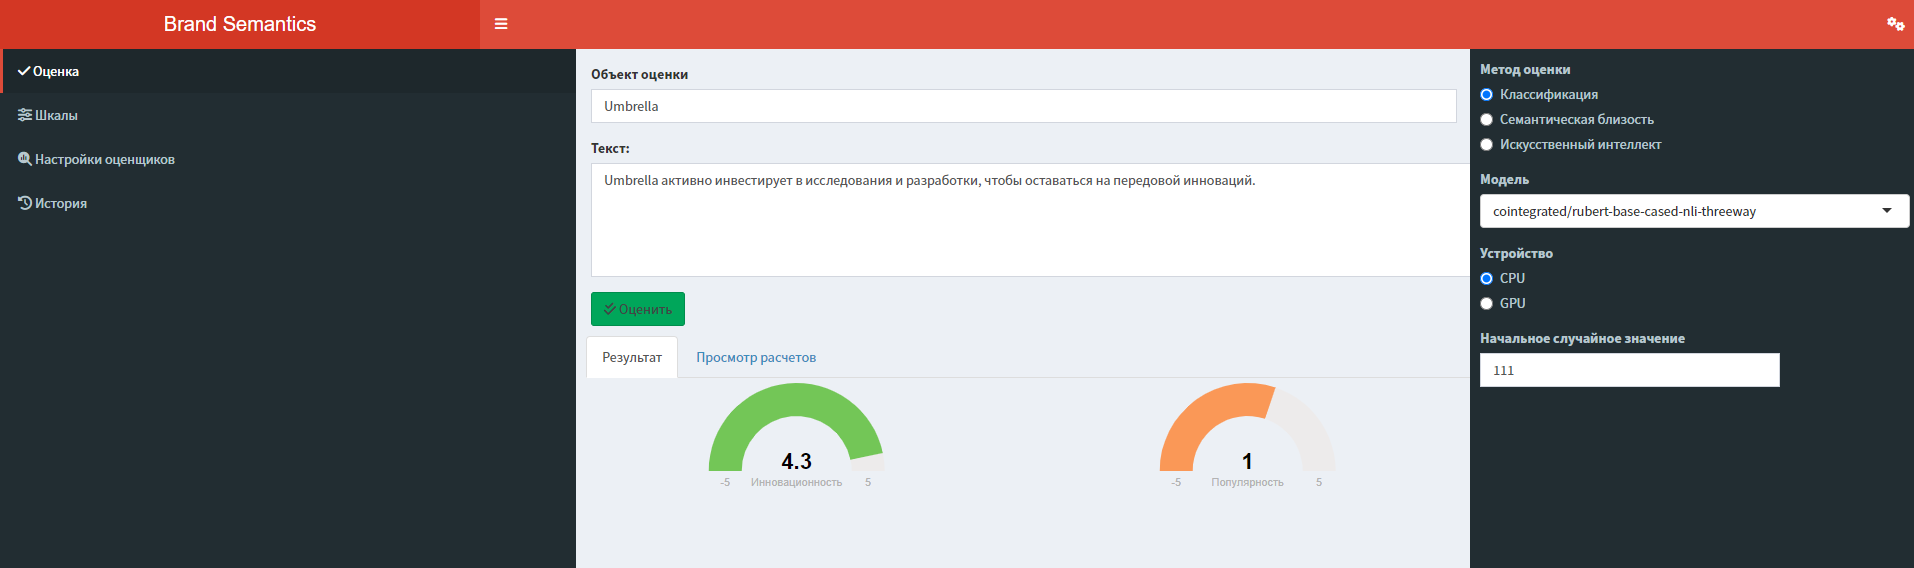 Brand Semantics
Оценка
Шкалы
Настройки оценщиков
История
Объект оценки
Umbrella
Текст:
Umbrella активно инвестирует в исследования и разработки, чтобы оставаться на передовой инноваций.
Оценить
Результат
Просмотр расчетов
4.3
-5 Инновационность 5
1
-5 Популярность 5
Метод оценки
Классификация
Семантическая близость
Искусственный интеллект
Модель
cointegrated/rubert-base-cased-nli-threeway
Устройство
CPU
GPU
Начальное случайное значение
111